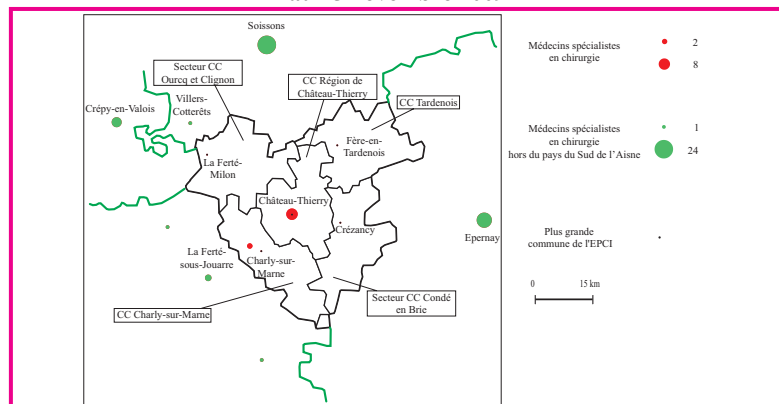 Soissons
Secteur CC
Ourcq et Clignon
CC Région de
Château-Thierry
CC Tardenois
Crépy-en-Valois
Villers-
Cotterêts
La Ferté-
Milon
Fère-en-
Tardenois
Château-Thierry
Crézancy
Epernay
La Ferté-
sous-Jouarre
Charly-sur-
Marne
CC Charly-sur-Marne
Secteur CC Condé
en Brie
Médecins spécialistes
en chirurgie
2
8
Médecins spécialistes
en chirurgie
hors du pays du Sud de l'Aisne
1
24
Plus grande
commune de l'EPCI
0 15 km